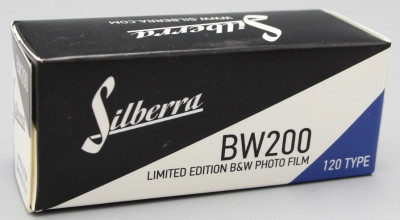 Silberra
WWW.SILBERRA.COM
Silberra
BW200
LIMITED EDITION B&W PHOTO FILM
120 TYPE